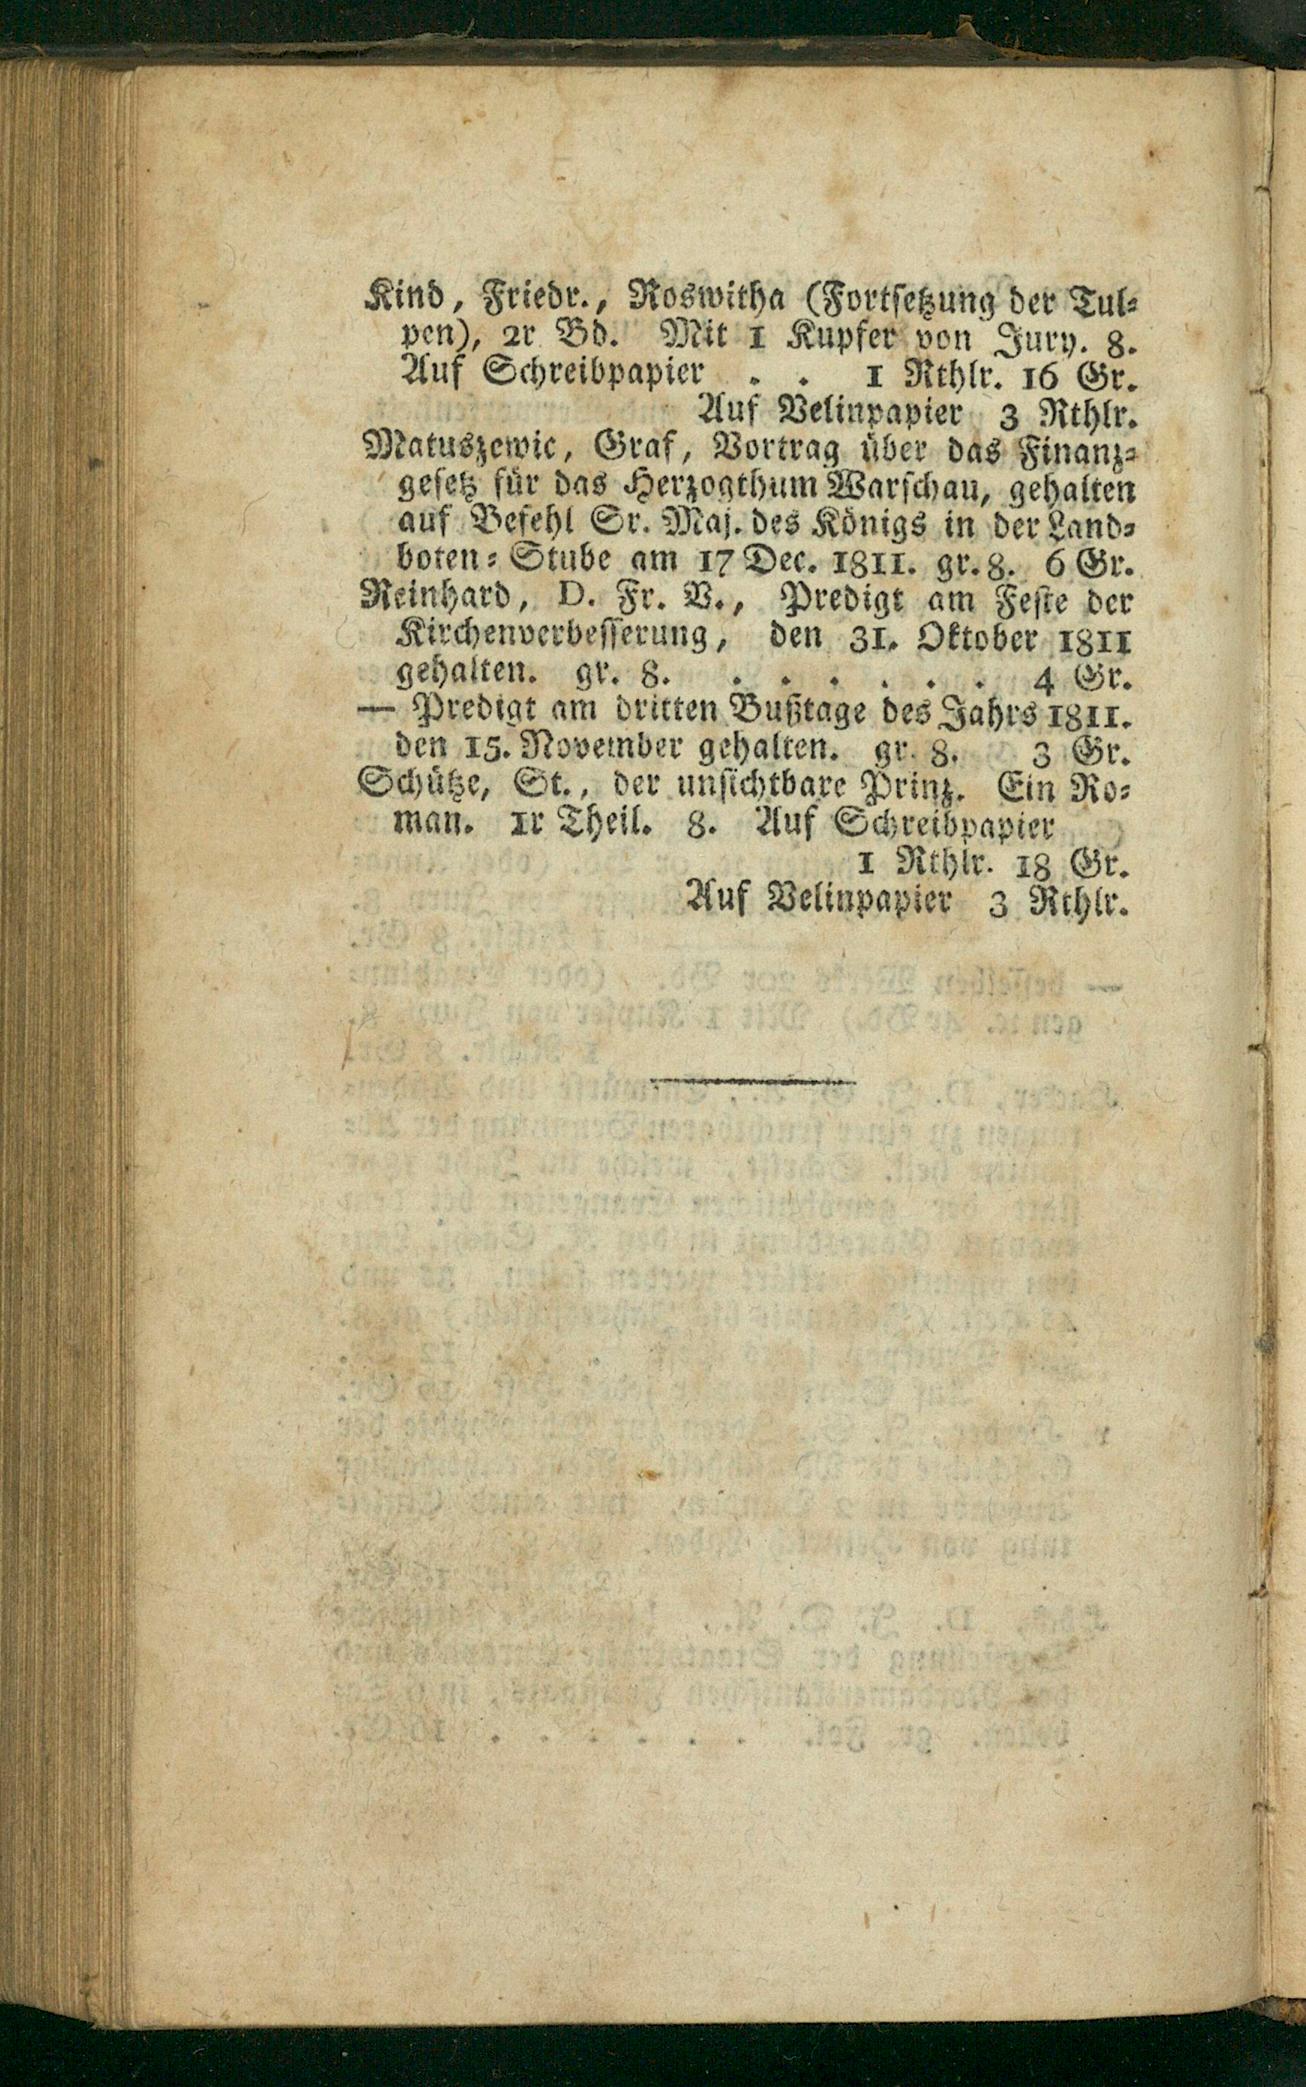 Kind, Friedr., Roswitha (Fortsetzung der Tul-
pen), 2r Bd. Mit 1 Kupfer von Jury. 8.
Auf Schreibpapier . . 1 Rthlr. 16 Gr.
Auf Velinpapier 3 Rthlr.
Matuszewic, Graf, Vortrag über das Finanz-
gesetz für das Herzogthum Warschau, gehalten
auf Befehl Sr. Maj. des Königs in der Land-
boten-Stube am 17 Dec. 1811. gr. 8. 6 Gr.
Reinhard, D. Fr. V., Predigt am Feste der
Kirchenverbesserung, den 31. Oktober 1811
gehalten. gr. 8. . . . . . . 4 Gr.
— Predigt am dritten Bußtage des Jahrs 1811.
den 15. November gehalten. gr. 8. 3 Gr.
Schütze, St., der unsichtbare Prinz. Ein Ro-
man. 1r Theil. 8. Auf Schreibpapier
1 Rthlr. 18 Gr.
Auf Velinpapier 3 Rthlr.